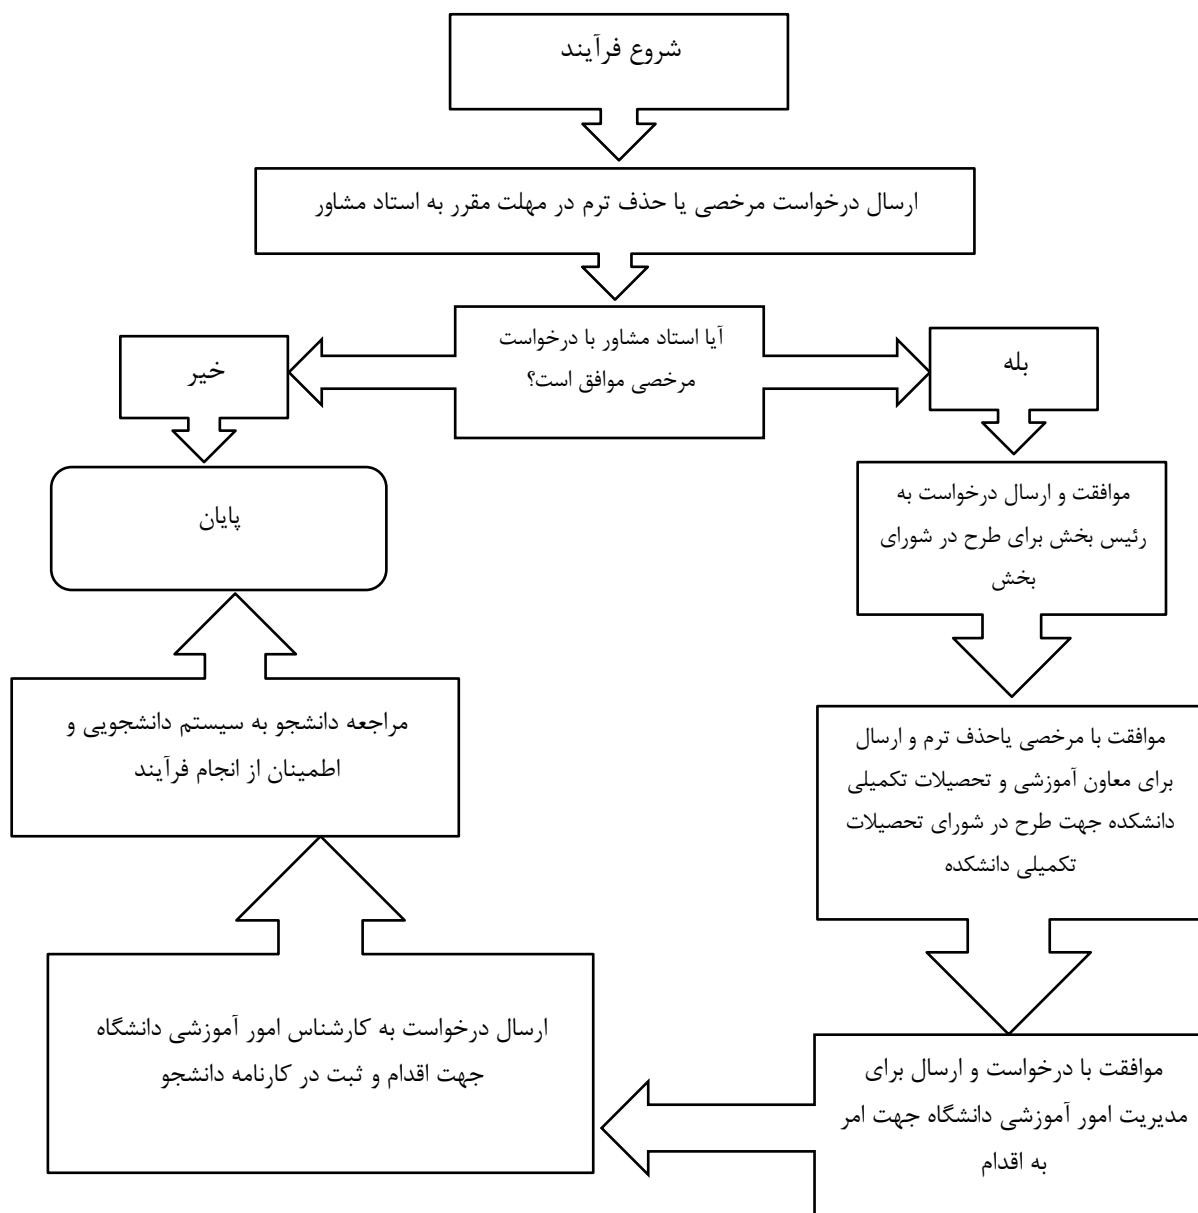 شروع فرآیند
ارسال درخواست مرخصی یا حذف ترم در مهلت مقرر به استاد مشاور
آیا استاد مشاور با درخواست
مرخصی موافق است؟
بله
خیر
پایان
موافقت و ارسال درخواست به
رئیس بخش برای طرح در شورای
بخش
موافقت با مرخصی یاحذف ترم و ارسال
برای معاون آموزشی و تحصیلات تکمیلی
دانشکده جهت طرح در شورای تحصیلات
تکمیلی دانشکده
موافقت با درخواست و ارسال برای
مدیریت امور آموزشی دانشگاه جهت امر
به اقدام
ارسال درخواست به کارشناس امور آموزشی دانشگاه
جهت اقدام و ثبت در کارنامه دانشجو
مراجعه دانشجو به سیستم دانشجویی و
اطمینان از انجام فرآیند